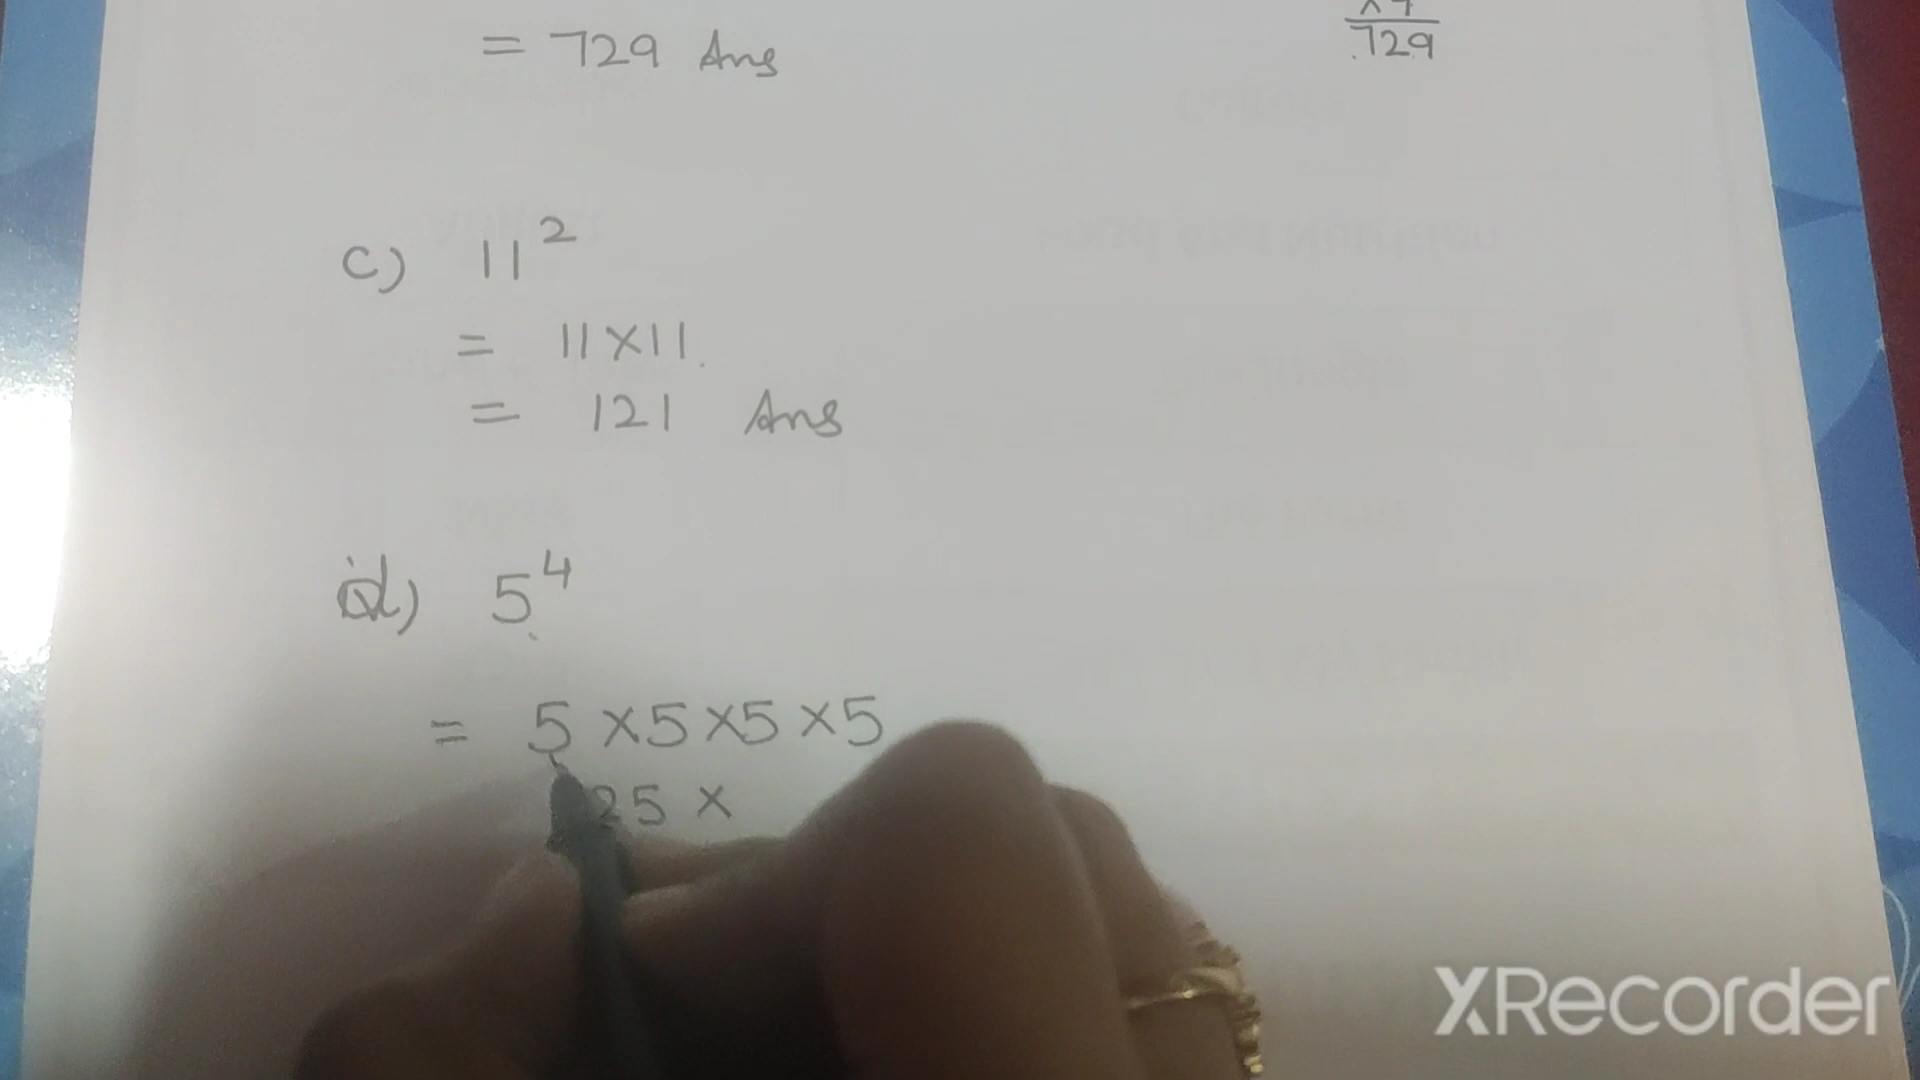 = 729 Ans
729
c) 11²
= 11×11
= 121 Ans
d) 5⁴
= 5×5×5×5
25 ×
XRecorder